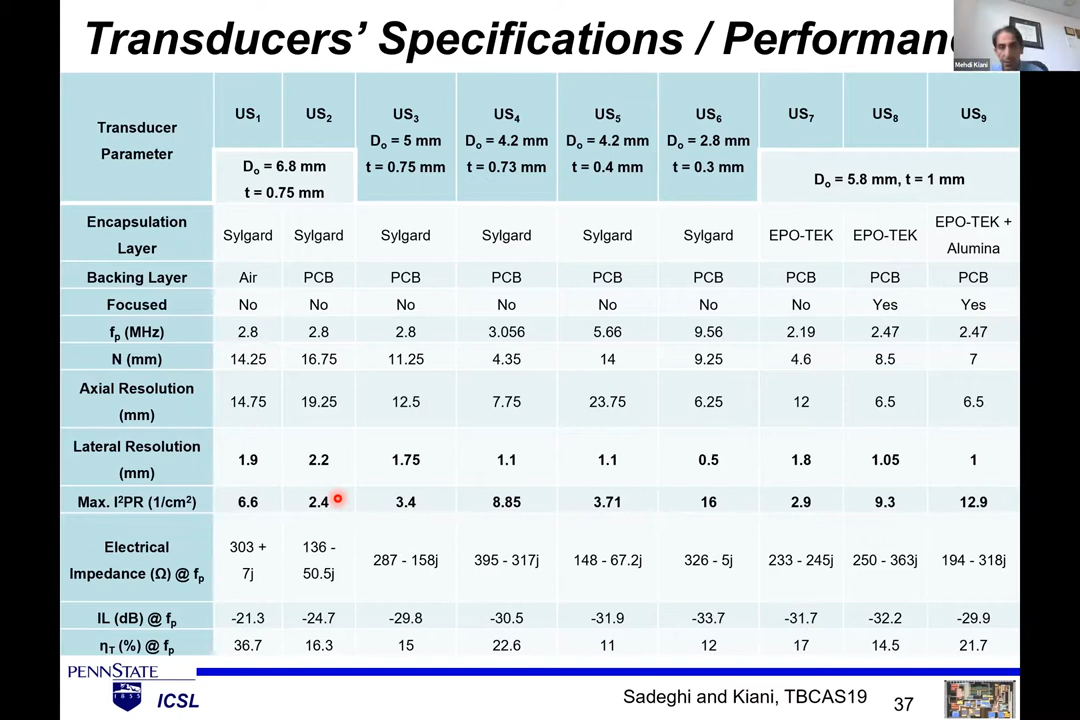 Transducers' Specifications / Performan
Mehdi Kiani
Transducer Parameter US1 US2 US3 US4 US5 US6 US7 US8 US9
Do = 6.8 mm t = 0.75 mm
Do = 5 mm t = 0.75 mm
Do = 4.2 mm t = 0.73 mm
Do = 4.2 mm t = 0.4 mm
Do = 2.8 mm t = 0.3 mm
Do = 5.8 mm, t = 1 mm
Encapsulation Layer Sylgard Sylgard Sylgard Sylgard Sylgard Sylgard EPO-TEK EPO-TEK EPO-TEK + Alumina
Backing Layer Air PCB PCB PCB PCB PCB PCB PCB PCB
Focused No No No No No No No Yes Yes
fp (MHz) 2.8 2.8 2.8 3.056 5.66 9.56 2.19 2.47 2.47
N (mm) 14.25 16.75 11.25 4.35 14 9.25 4.6 8.5 7
Axial Resolution (mm) 14.75 19.25 12.5 7.75 23.75 6.25 12 6.5 6.5
Lateral Resolution (mm) 1.9 2.2 1.75 1.1 1.1 0.5 1.8 1.05 1
Max. I²PR (1/cm²) 6.6 2.4 3.4 8.85 3.71 16 2.9 9.3 12.9
Electrical Impedance (Ω) @ fp 303 + 7j 136 - 50.5j 287 - 158j 395 - 317j 148 - 67.2j 326 - 5j 233 - 245j 250 - 363j 194 - 318j
IL (dB) @ fp -21.3 -24.7 -29.8 -30.5 -31.9 -33.7 -31.7 -32.2 -29.9
ηT (%) @ fp 36.7 16.3 15 22.6 11 12 17 14.5 21.7
PENNSTATE
1855
ICSL
Sadeghi and Kiani, TBCAS19
37